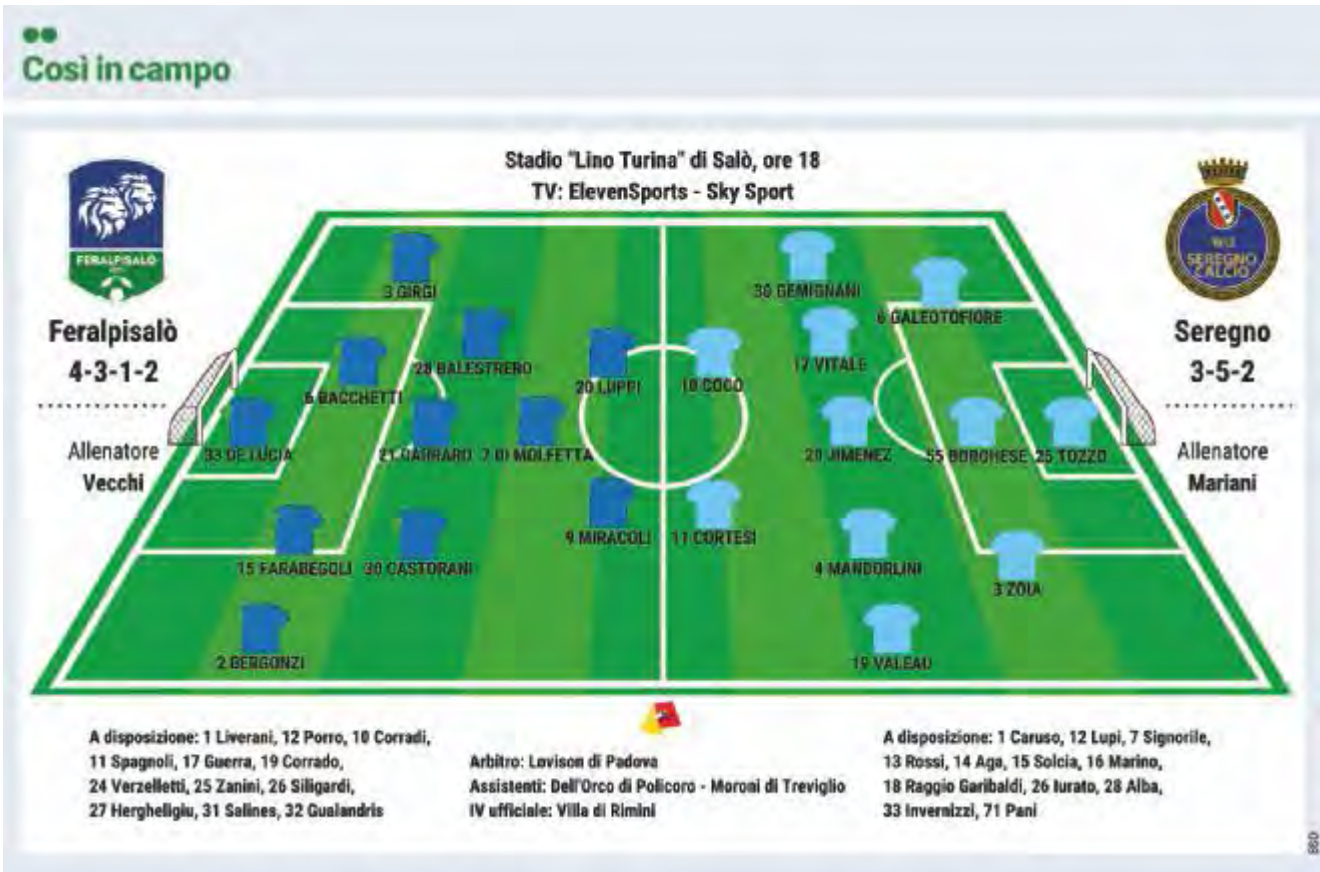 Così in campo
Stadio "Lino Turina" di Salò, ore 18
TV: ElevenSports - Sky Sport
FERALPISALÒ
Feralpisalò
4-3-1-2
Allenatore
Vecchi
SEREGNO
CALCIO
Seregno
3-5-2
Allenatore
Mariani
3 GIRGI
28 BALESTRERO
6 BACCHETTI
33 DE LUCIA
21 CARRARO
7 DI MOLFETTA
20 LUPPI
9 MIRACOLI
15 FARABEGOLI
30 CASTORANI
2 BERGONZI
30 GEMIGNANI
6 GALEOTOFIORE
17 VITALE
10 COCO
20 JIMENEZ
55 BORGHESE
25 TOZZO
11 CORTESI
4 MANDORLINI
3 ZOIA
19 VALEAU
A disposizione: 1 Liverani, 12 Porro, 10 Corradi,
11 Spagnoli, 17 Guerra, 19 Corrado,
24 Verzelletti, 25 Zanini, 26 Siligardi,
27 Hergheligiu, 31 Salines, 32 Gualandris
Arbitro: Lovison di Padova
Assistenti: Dell'Orco di Policoro - Moroni di Treviglio
IV ufficiale: Villa di Rimini
A disposizione: 1 Caruso, 12 Lupi, 7 Signorile,
13 Rossi, 14 Aga, 15 Solcia, 16 Marino,
18 Raggio Garibaldi, 26 Iurato, 28 Alba,
33 Invernizzi, 71 Pani